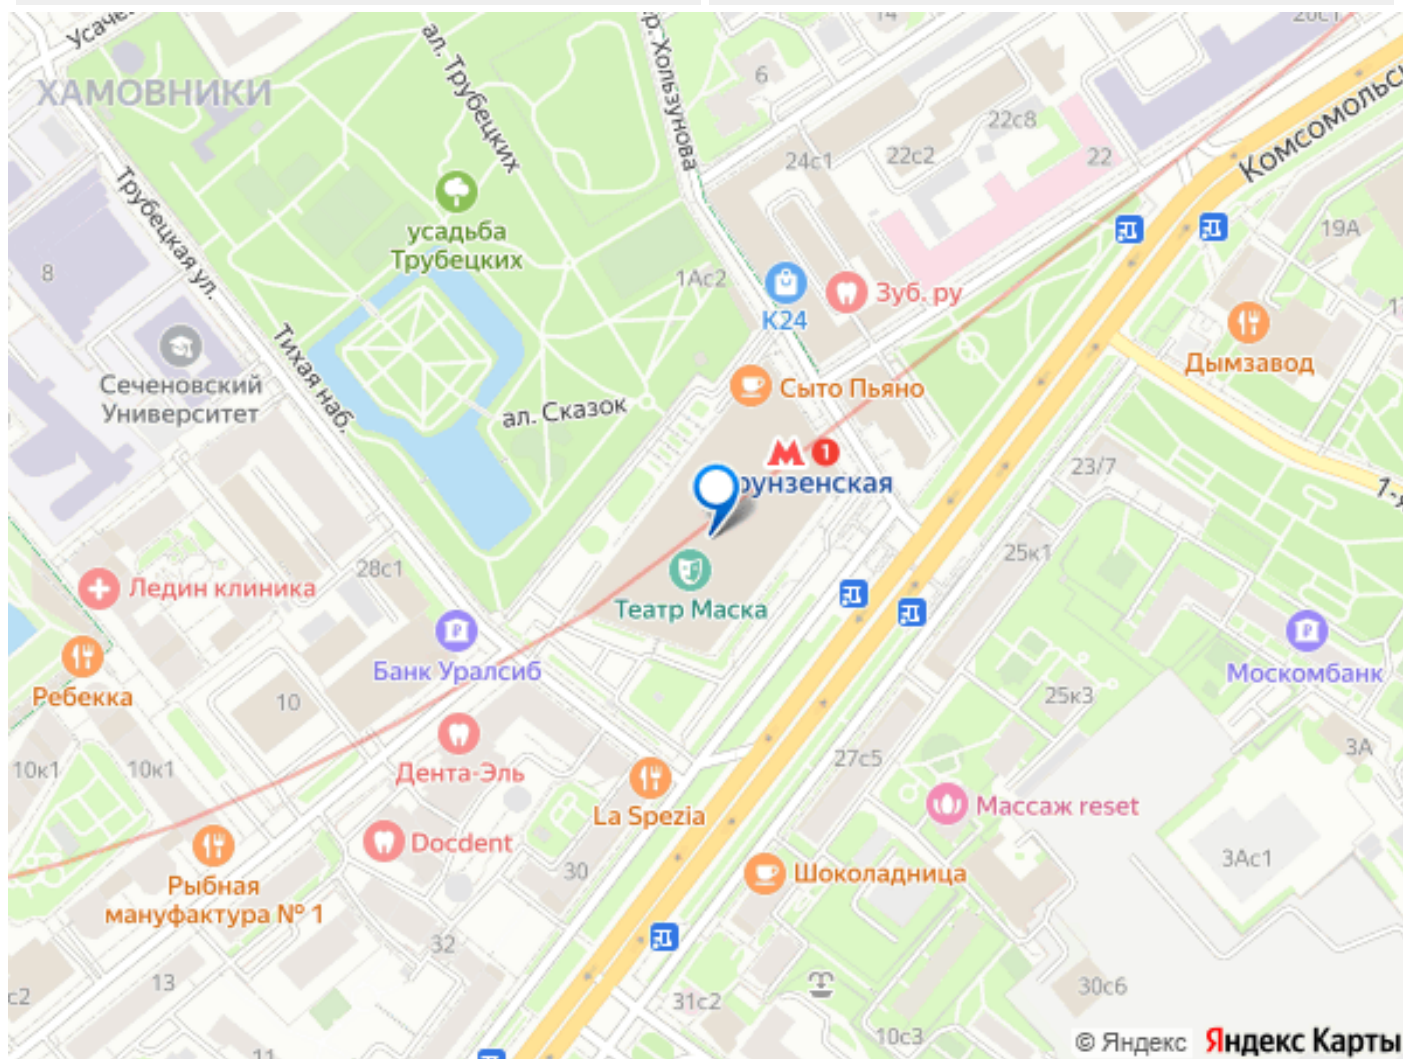 Усачё
ХАМОВНИКИ
ал. Трубецких
р. Хользунова
14
20с1
6
22с8
24с1
22с2
22
Комсомольс
Трубецкая ул.
8
усадьба
Трубецких
1Ас2
К24
Зуб. ру
19А
Дымзавод
Сеченовский
Университет
Тихая наб.
ал. Сказок
Сыто Пьяно
М 1
рунзенская
23/7
1-я
25к1
28с1
Ледин клиника
Театр Маска
Банк Уралсиб
Москомбанк
Ребекка
10
25к3
3А
10к1
10к1
Дента-Эль
27с5
La Spezia
Массаж reset
Docdent
30
Шоколадница
3Ас1
Рыбная
мануфактура № 1
32
13
с2
31с2
30с6
10с3
11
© Яндекс Яндекс Карты